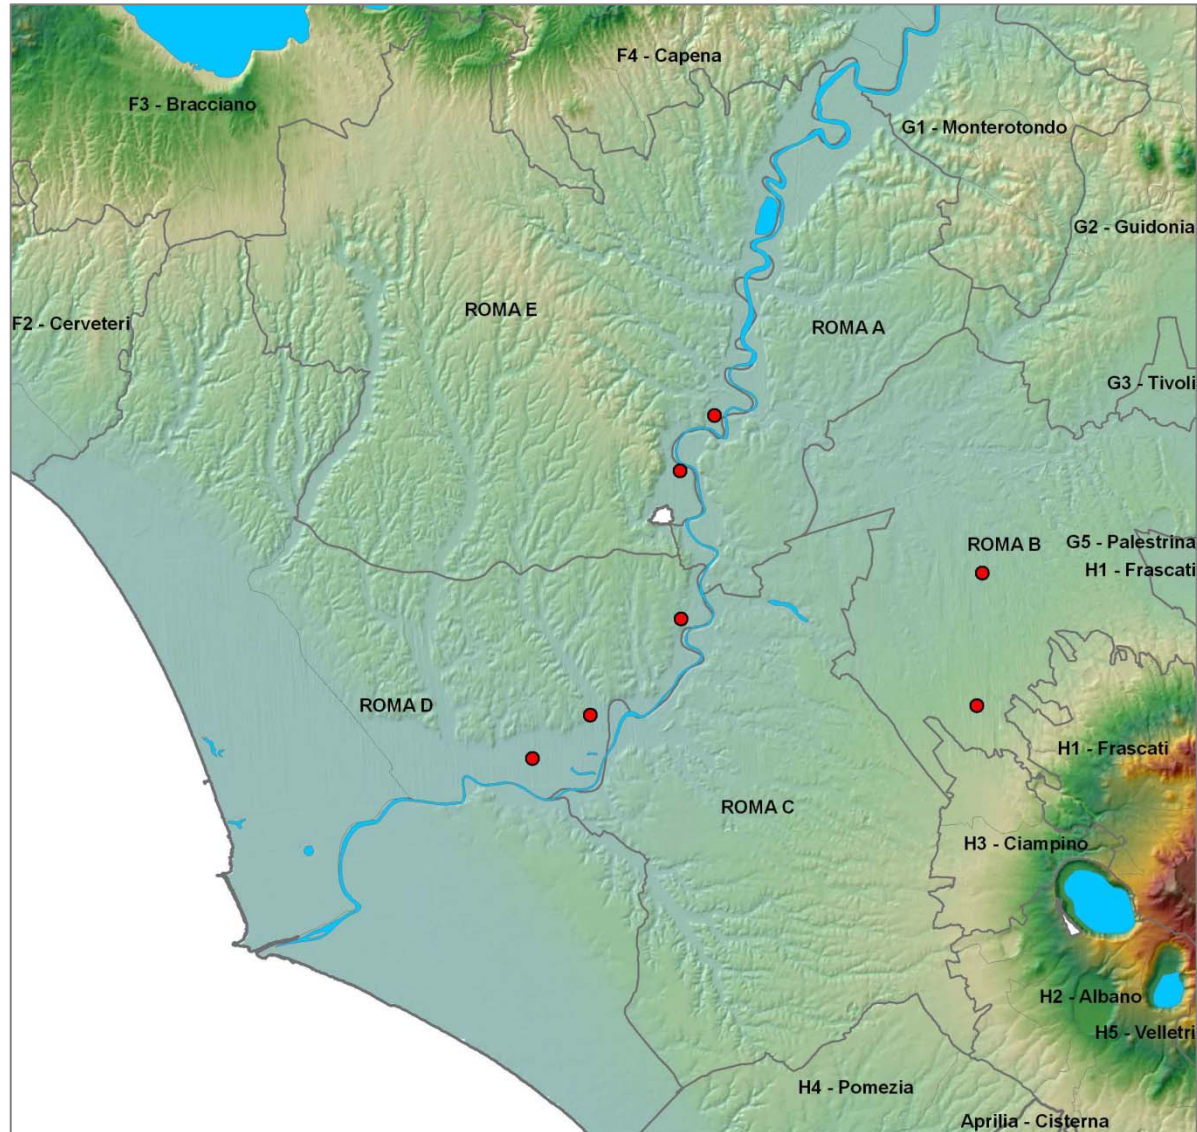 F4 - Capena
F3 - Bracciano
G1 - Monterotondo
G2 - Guidonia
ROMA E
F2 - Cerveteri
ROMA A
G3 - Tivoli
ROMA B
G5 - Palestrina
H1 - Frascati
ROMA D
H1 - Frascati
ROMA C
H3 - Ciampino
H2 - Albano
H5 - Velletri
H4 - Pomezia
Aprilia - Cisterna